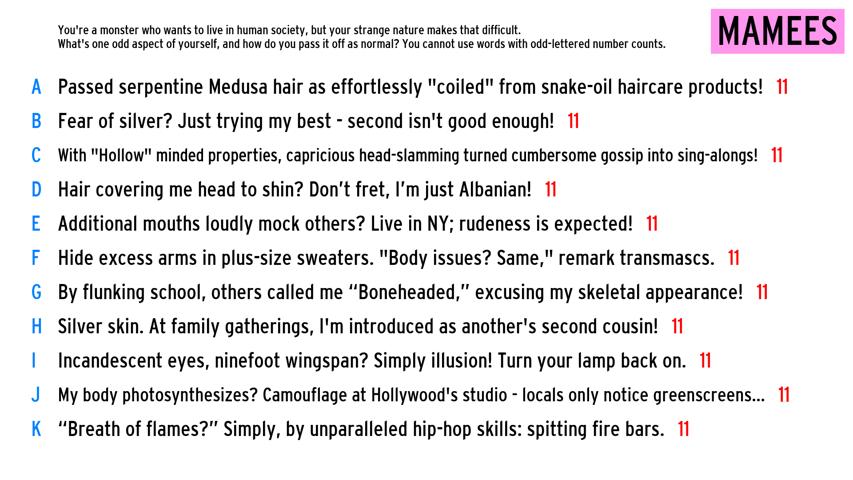 You're a monster who wants to live in human society, but your strange nature makes that difficult.
What's one odd aspect of yourself, and how do you pass it off as normal? You cannot use words with odd-lettered number counts.
MAMEES
A Passed serpentine Medusa hair as effortlessly "coiled" from snake-oil haircare products! 11
B Fear of silver? Just trying my best - second isn't good enough! 11
C With "Hollow" minded properties, capricious head-slamming turned cumbersome gossip into sing-alongs! 11
D Hair covering me head to shin? Don’t fret, I’m just Albanian! 11
E Additional mouths loudly mock others? Live in NY; rudeness is expected! 11
F Hide excess arms in plus-size sweaters. "Body issues? Same," remark transmascs. 11
G By flunking school, others called me “Boneheaded,” excusing my skeletal appearance! 11
H Silver skin. At family gatherings, I'm introduced as another's second cousin! 11
I Incandescent eyes, ninefoot wingspan? Simply illusion! Turn your lamp back on. 11
J My body photosynthesizes? Camouflage at Hollywood's studio - locals only notice greenscreens... 11
K “Breath of flames?” Simply, by unparalleled hip-hop skills: spitting fire bars. 11